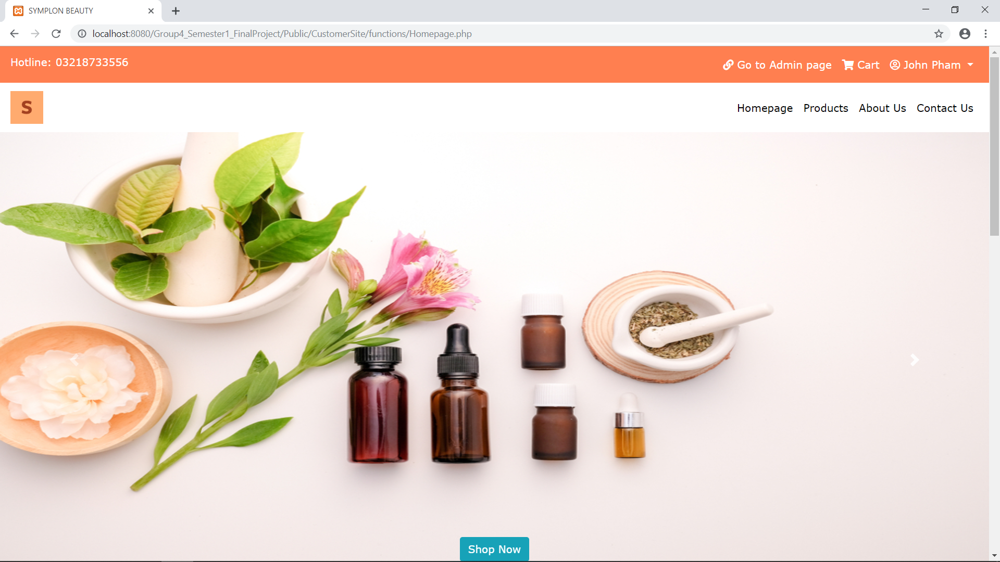 SYMPLON BEAUTY
localhost:8080/Group4_Semester1_FinalProject/Public/CustomerSite/functions/Homepage.php
Hotline: 03218733556
Go to Admin page Cart John Pham
S
Homepage Products About Us Contact Us
Shop Now